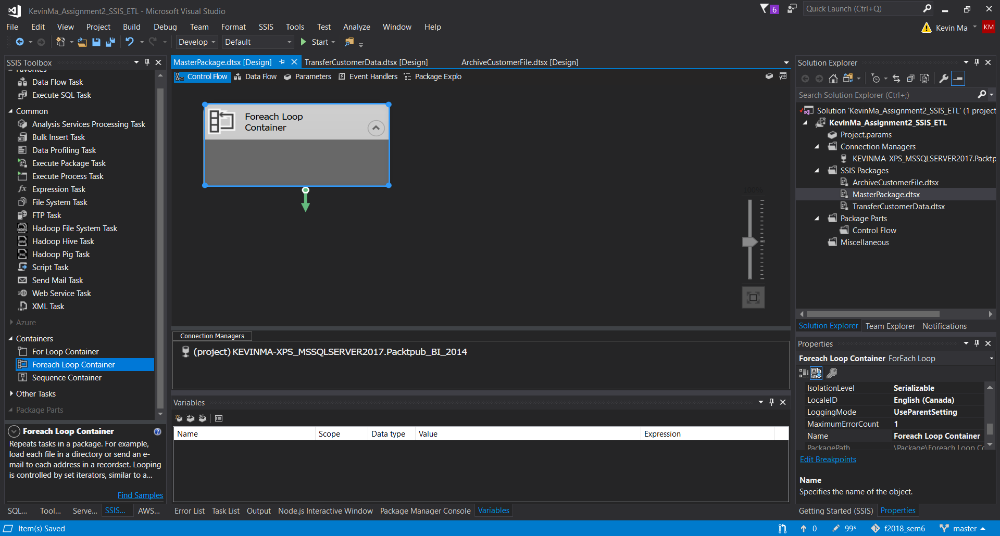 KevinMa_Assignment2_SSIS_ETL - Microsoft Visual Studio
6
Quick Launch (Ctrl+Q)
File Edit View Project Build Debug Team Format SSIS Tools Test Analyze Window Help
Kevin Ma
KM
Develop
Default
Start
SSIS Toolbox
Favorites
Data Flow Task
Execute SQL Task
Common
Analysis Services Processing Task
Bulk Insert Task
Data Profiling Task
Execute Package Task
Execute Process Task
Expression Task
File System Task
FTP Task
Hadoop File System Task
Hadoop Hive Task
Hadoop Pig Task
Script Task
Send Mail Task
Web Service Task
XML Task
Azure
Containers
For Loop Container
Foreach Loop Container
Sequence Container
Other Tasks
Package Parts
Foreach Loop Container
Repeats tasks in a package. For example,
load each file in a directory or send an e-
mail to each address in a recordset. Looping
is controlled by set iterators, similar to a...
Find Samples
SQL... Tool... Serve... SSIS... AWS...
MasterPackage.dtsx [Design]
TransferCustomerData.dtsx [Design]
ArchiveCustomerFile.dtsx [Design]
Control Flow
Data Flow
Parameters
Event Handlers
Package Explo
Foreach Loop
Container
100%
Connection Managers
(project) KEVINMA-XPS_MSSQLSERVER2017.Packtpub_BI_2014
Variables
Name Scope Data type Value Expression
Error List Task List Output Node.js Interactive Window Package Manager Console Variables
Solution Explorer
Search Solution Explorer (Ctrl+;)
Solution 'KevinMa_Assignment2_SSIS_ETL' (1 project
KevinMa_Assignment2_SSIS_ETL
Project.params
Connection Managers
KEVINMA-XPS_MSSQLSERVER2017.Packtp
SSIS Packages
ArchiveCustomerFile.dtsx
MasterPackage.dtsx
TransferCustomerData.dtsx
Package Parts
Control Flow
Miscellaneous
Solution Explorer Team Explorer Notifications
Properties
Foreach Loop Container ForEach Loop
IsolationLevel Serializable
LocaleID English (Canada)
LoggingMode UseParentSetting
MaximumErrorCount 1
Name Foreach Loop Container
PackagePath \Package\Foreach Loop Co
Edit Breakpoints
Name
Specifies the name of the object.
Getting Started (SSIS) Properties
Item(s) Saved
0
99*
f2018_sem6
master